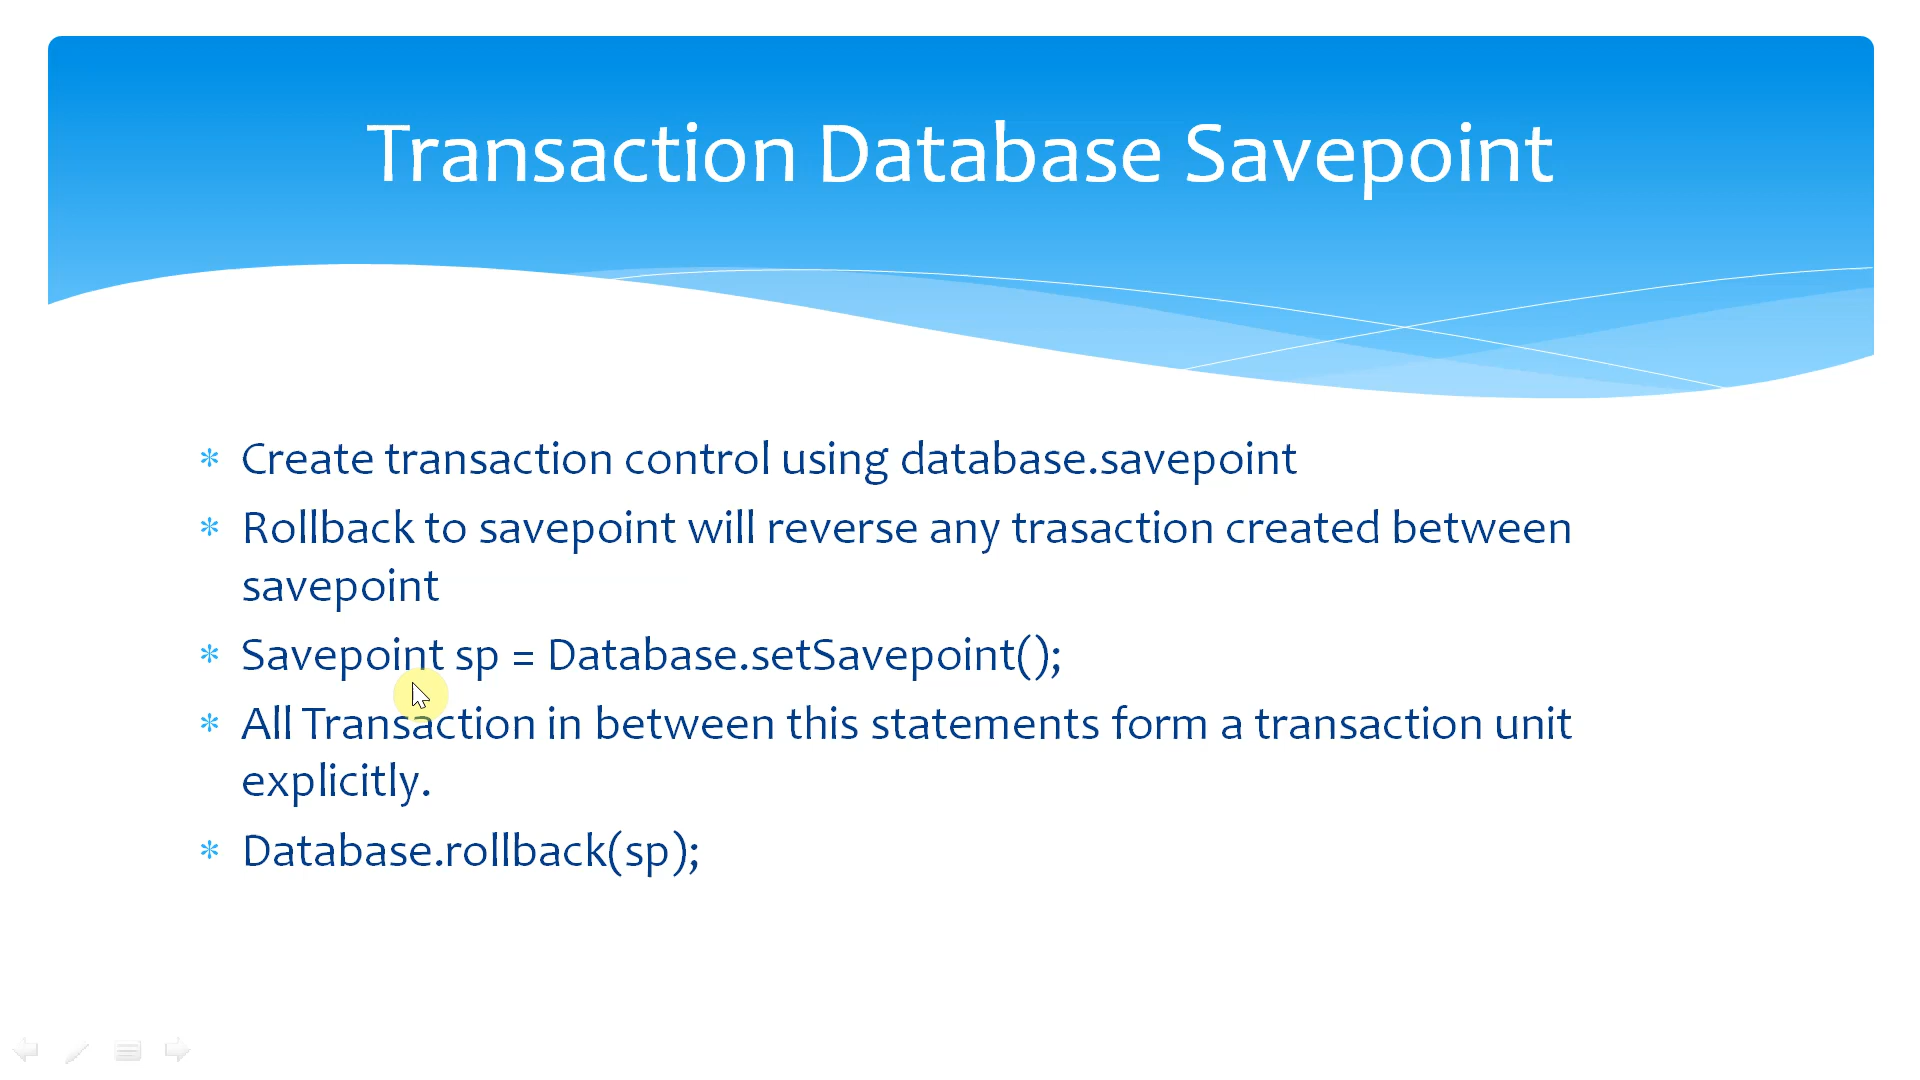 Transaction Database Savepoint
* Create transaction control using database.savepoint
* Rollback to savepoint will reverse any trasaction created between
savepoint
* Savepoint sp = Database.setSavepoint();
* All Transaction in between this statements form a transaction unit
explicitly.
* Database.rollback(sp);